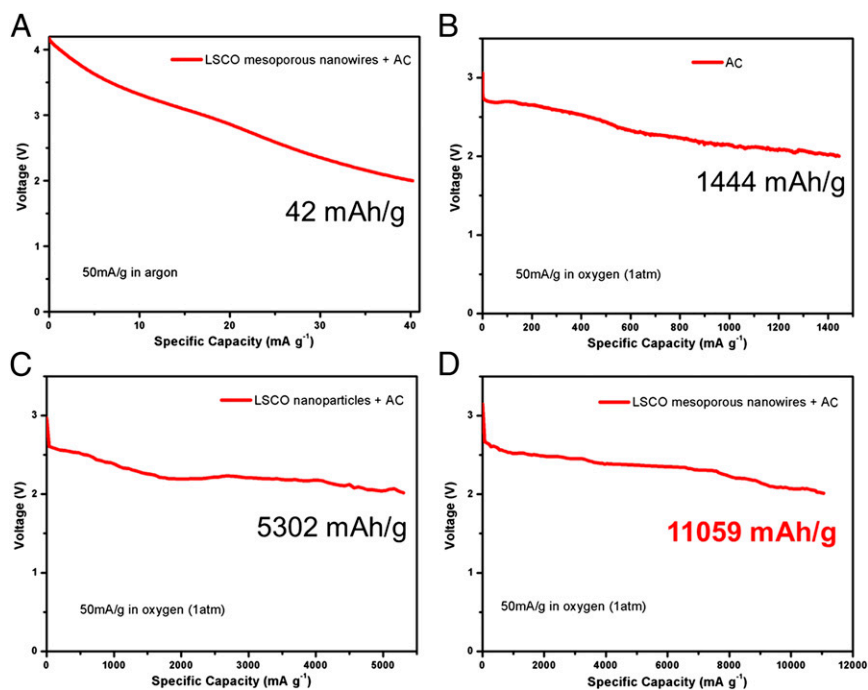 A
LSCO mesoporous nanowires + AC
Voltage (V)
4
3
2
1
0
42 mAh/g
50mA/g in argon
0 10 20 30 40
Specific Capacity (mA g⁻¹)
B
AC
Voltage (V)
3
2
1
0
1444 mAh/g
50mA/g in oxygen (1atm)
0 200 400 600 800 1000 1200 1400
Specific Capacity (mA g⁻¹)
C
LSCO nanoparticles + AC
Voltage (V)
3
2
1
0
5302 mAh/g
50mA/g in oxygen (1atm)
0 1000 2000 3000 4000 5000
Specific Capacity (mA g⁻¹)
D
LSCO mesoporous nanowires + AC
Voltage (V)
3
2
1
0
11059 mAh/g
50mA/g in oxygen (1atm)
0 2000 4000 6000 8000 10000 12000
Specific Capacity (mA g⁻¹)